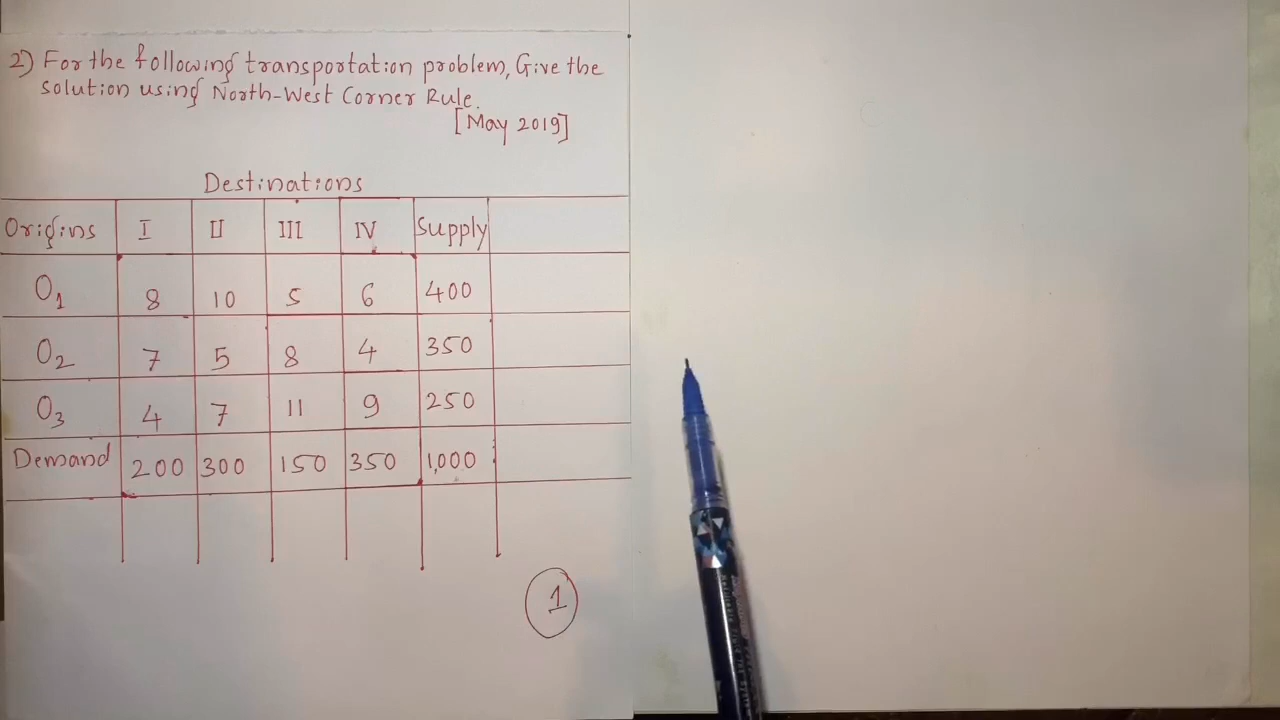 2) For the following transportation problem, Give the
solution using North-West Corner Rule.
[May 2019]
Destinations
Origins I II III IV Supply
O1 8 10 5 6 400
O2 7 5 8 4 350
O3 4 7 11 9 250
Demand 200 300 150 350 1,000
1